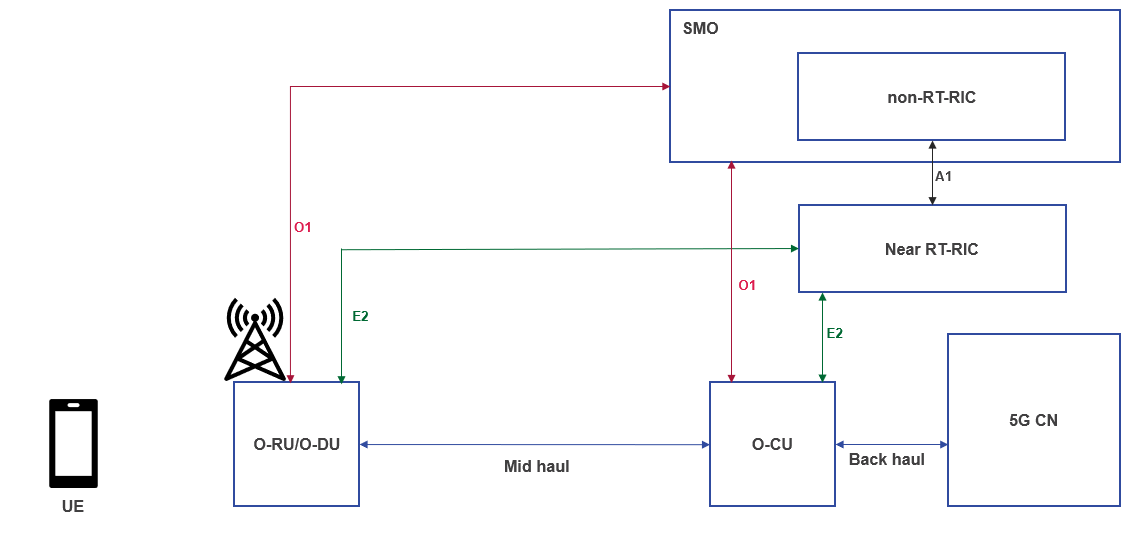 SMO
non-RT-RIC
A1
O1
Near RT-RIC
O1
E2
E2
5G CN
O-RU/O-DU
O-CU
Mid haul
Back haul
UE